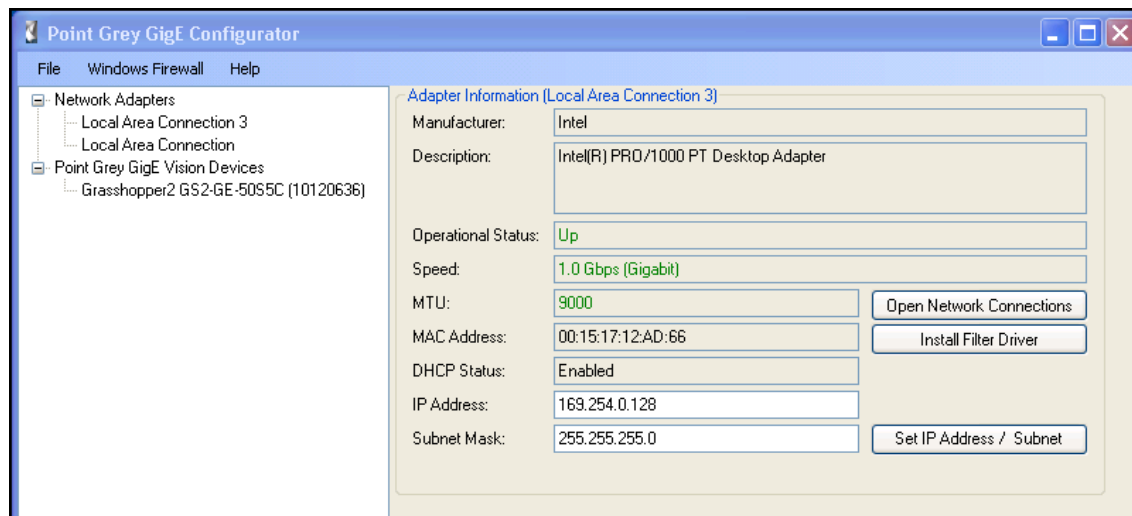 Point Grey GigE Configurator
File Windows Firewall Help
Network Adapters
Local Area Connection 3
Local Area Connection
Point Grey GigE Vision Devices
Grasshopper2 GS2-GE-50S5C (10120636)
Adapter Information (Local Area Connection 3)
Manufacturer: Intel
Description: Intel(R) PRO/1000 PT Desktop Adapter
Operational Status: Up
Speed: 1.0 Gbps (Gigabit)
MTU: 9000 Open Network Connections
MAC Address: 00:15:17:12:AD:66 Install Filter Driver
DHCP Status: Enabled
IP Address: 169.254.0.128
Subnet Mask: 255.255.255.0 Set IP Address / Subnet